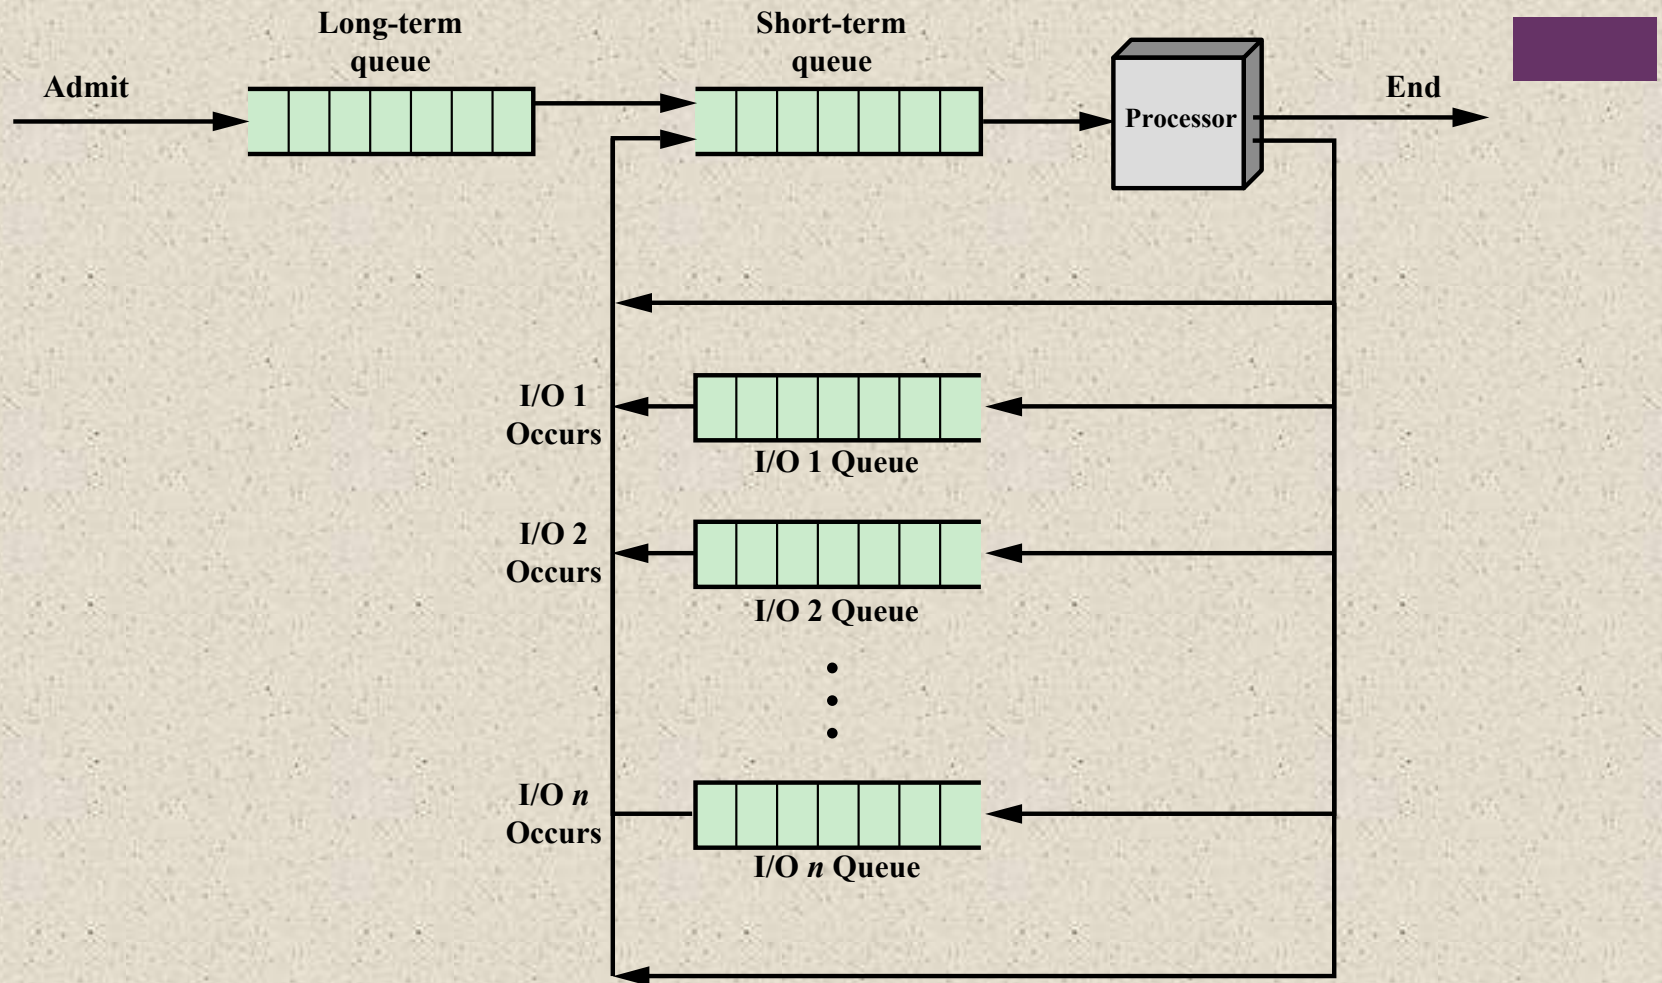 Long-term
queue
Short-term
queue
Admit
Processor
End
I/O 1
Occurs
I/O 1 Queue
I/O 2
Occurs
I/O 2 Queue
I/O n
Occurs
I/O n Queue